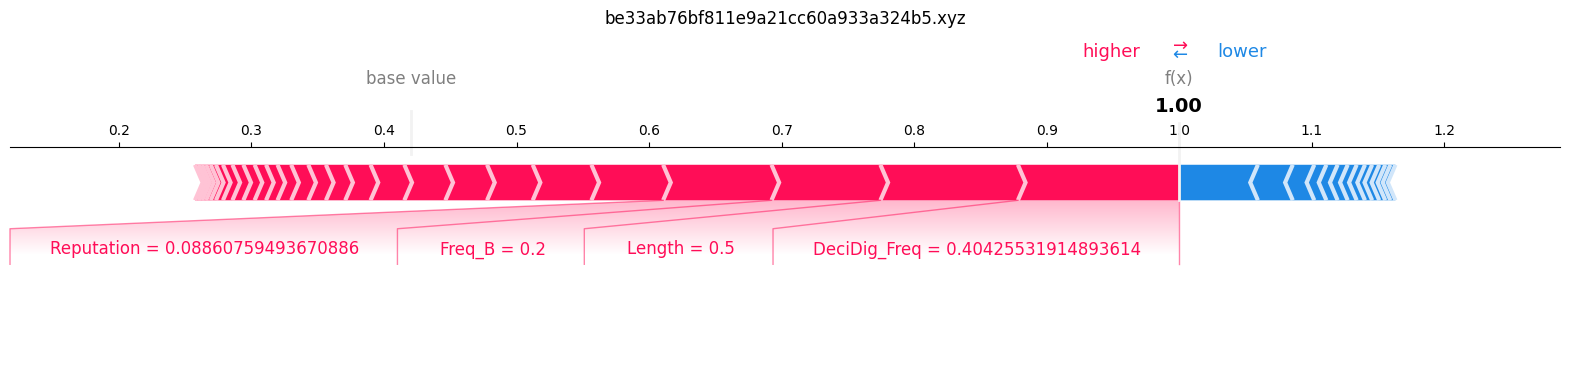 be33ab76bf811e9a21cc60a933a324b5.xyz
higher → ← lower
base value f(x)
1.00
0.2 0.3 0.4 0.5 0.6 0.7 0.8 0.9 1 0 1.1 1.2
Reputation = 0.08860759493670886 Freq_B = 0.2 Length = 0.5 DeciDig_Freq = 0.40425531914893614